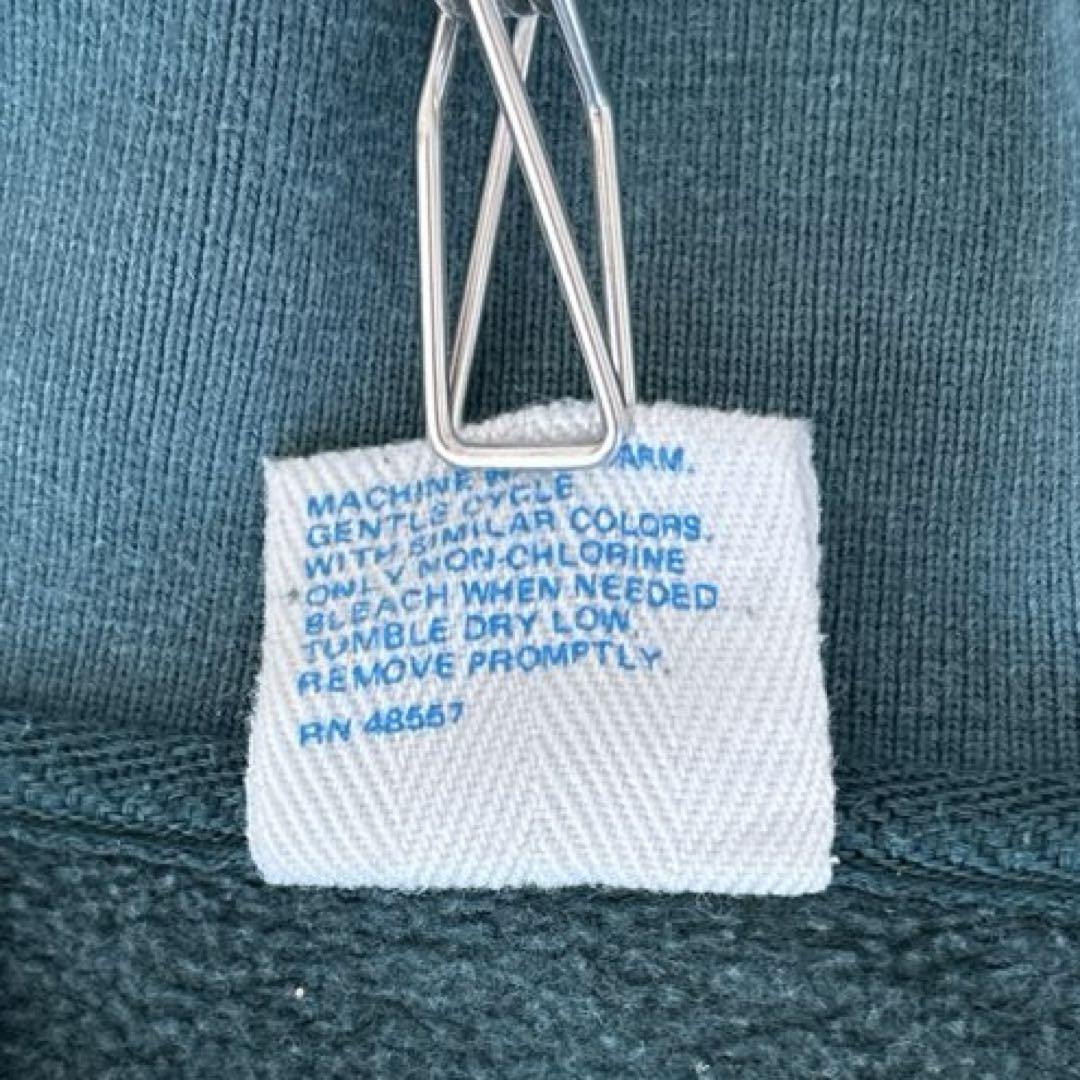 MACHINE W ARM.
GENTLE CYCLE
WITH SIMILAR COLORS.
ONLY NON-CHLORINE
BLEACH WHEN NEEDED
TUMBLE DRY LOW
REMOVE PROMPTLY
RN 48557